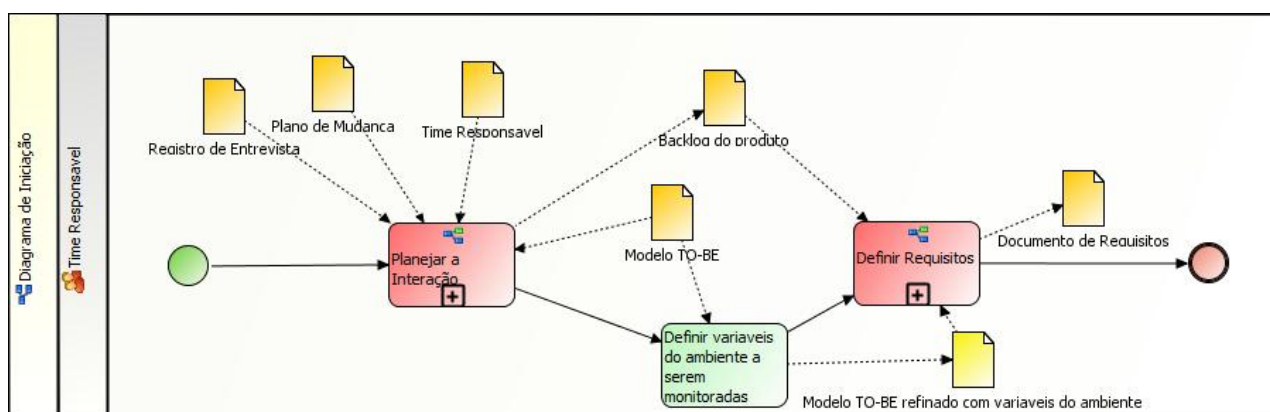 Diagrama de Iniciação
Time Responsavel
Registro de Entrevista
Plano de Mudança
Time Responsavel
Backlog do produto
Modelo TO-BE
Planejar a
Interação
Definir Requisitos
Documento de Requisitos
Definir variaveis
do ambiente a
serem
monitoradas
Modelo TO-BE refinado com variaveis do ambiente